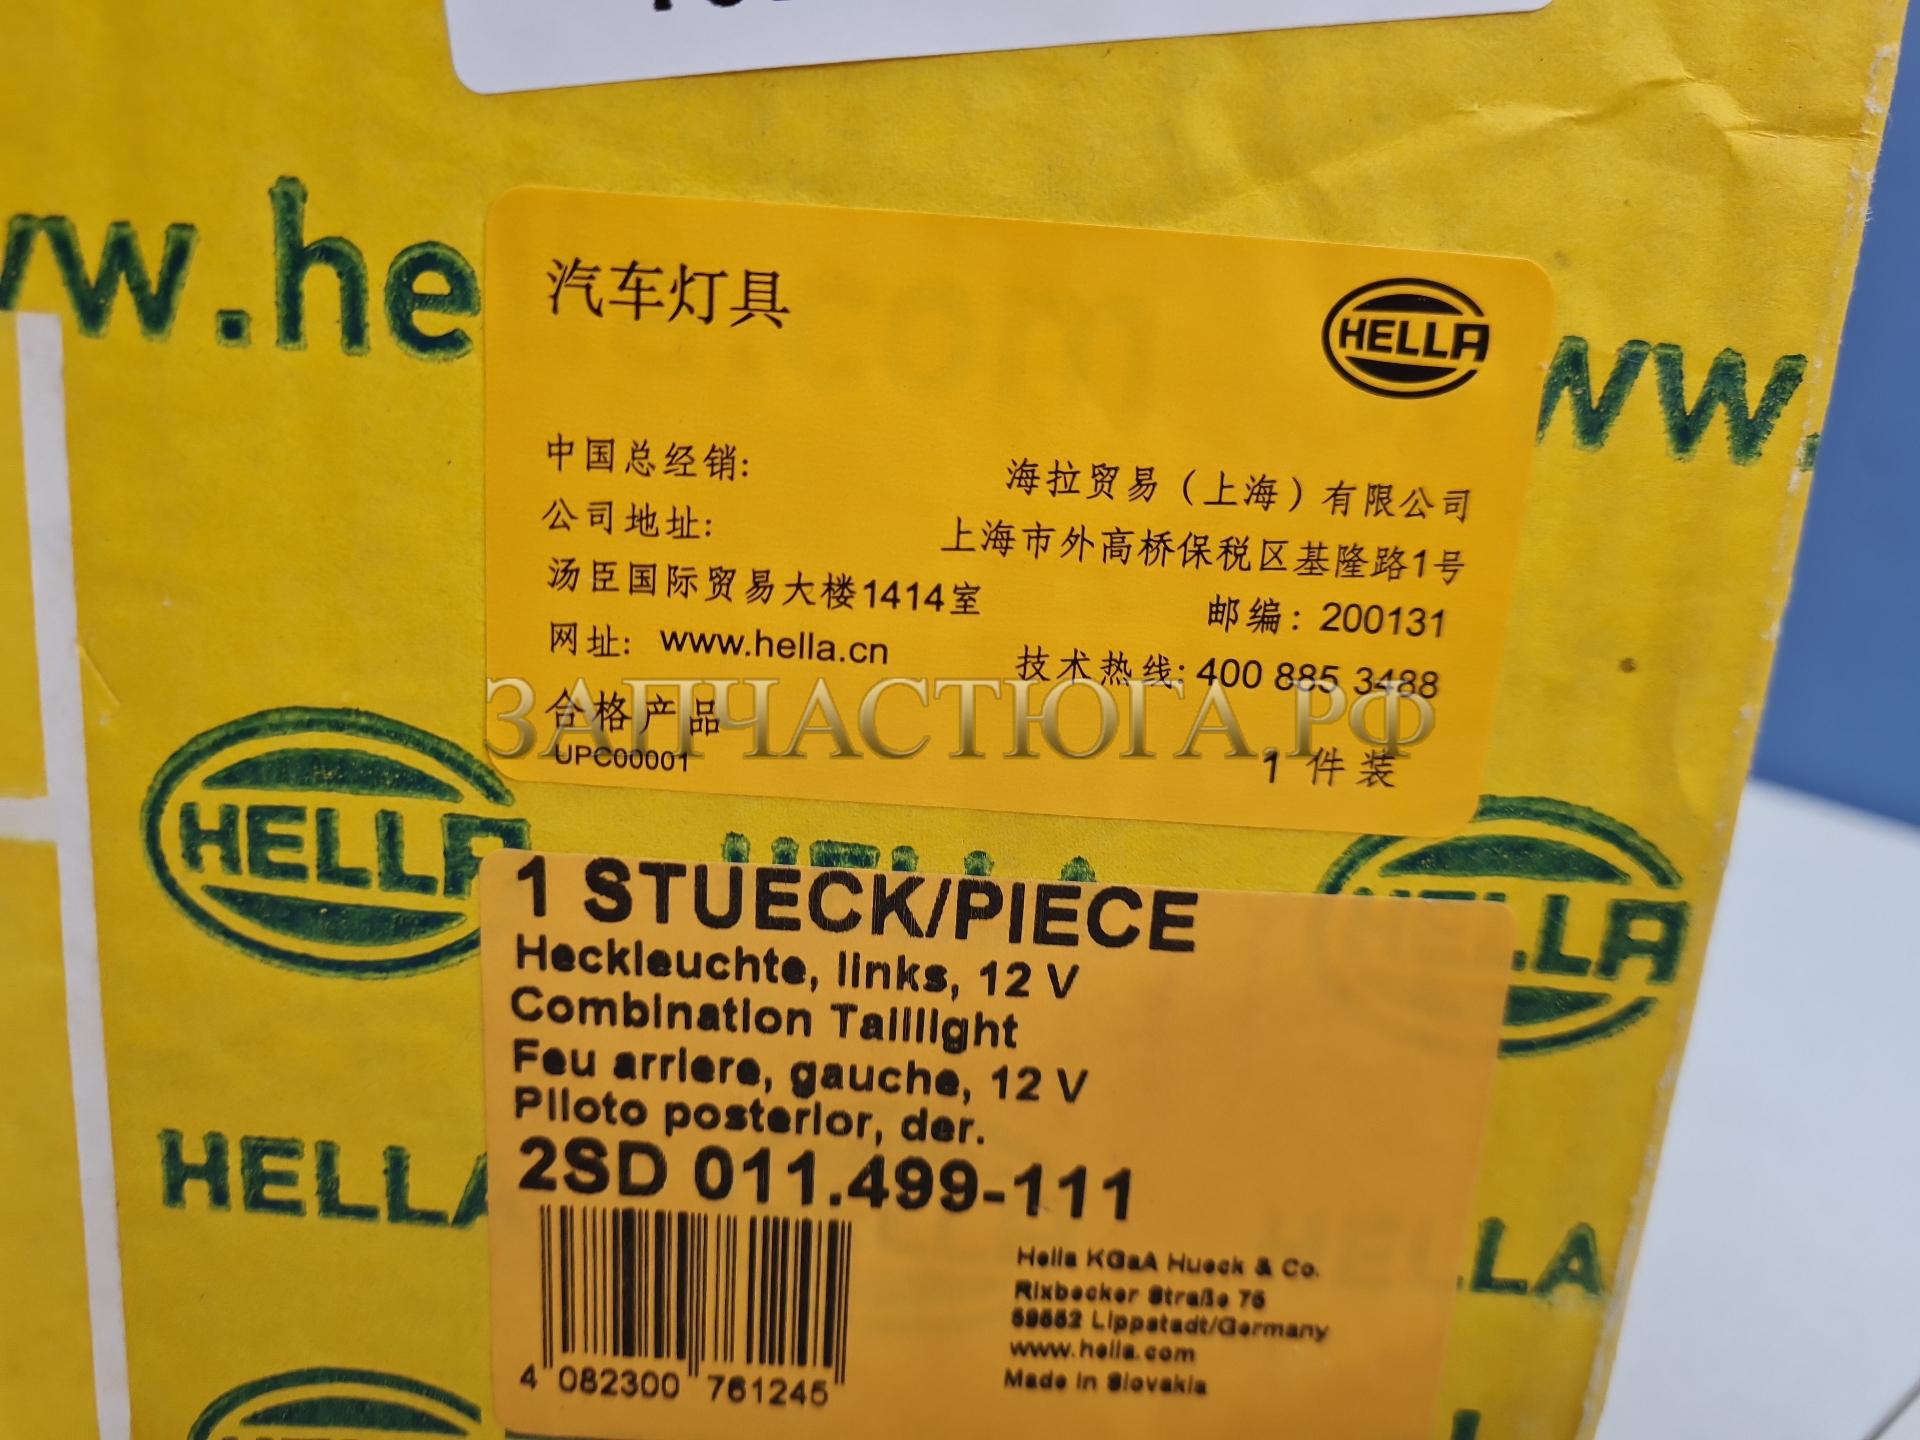 ww.he
ww.
汽车灯具
HELLA
中国总经销:
海拉贸易（上海）有限公司
公司地址:
上海市外高桥保税区基隆路1号
汤臣国际贸易大楼1414室
邮编: 200131
网址: www.hella.cn
技术热线: 400 885 3488
ЗАПЧАСТЮГА.РФ
合格产品
UPC00001
1 件装
HELLA
HELLA
1 STUECK/PIECE
Heckleuchte, links, 12 V
Combination Taillight
Feu arriere, gauche, 12 V
Piloto posterior, der.
2SD 011.499-111
HELLA
LLA
4 082300 761245
Hella KGaA Hueck & Co.
Rixbecker Straße 75
59552 Lippstadt/Germany
www.hella.com
Made in Slovakia